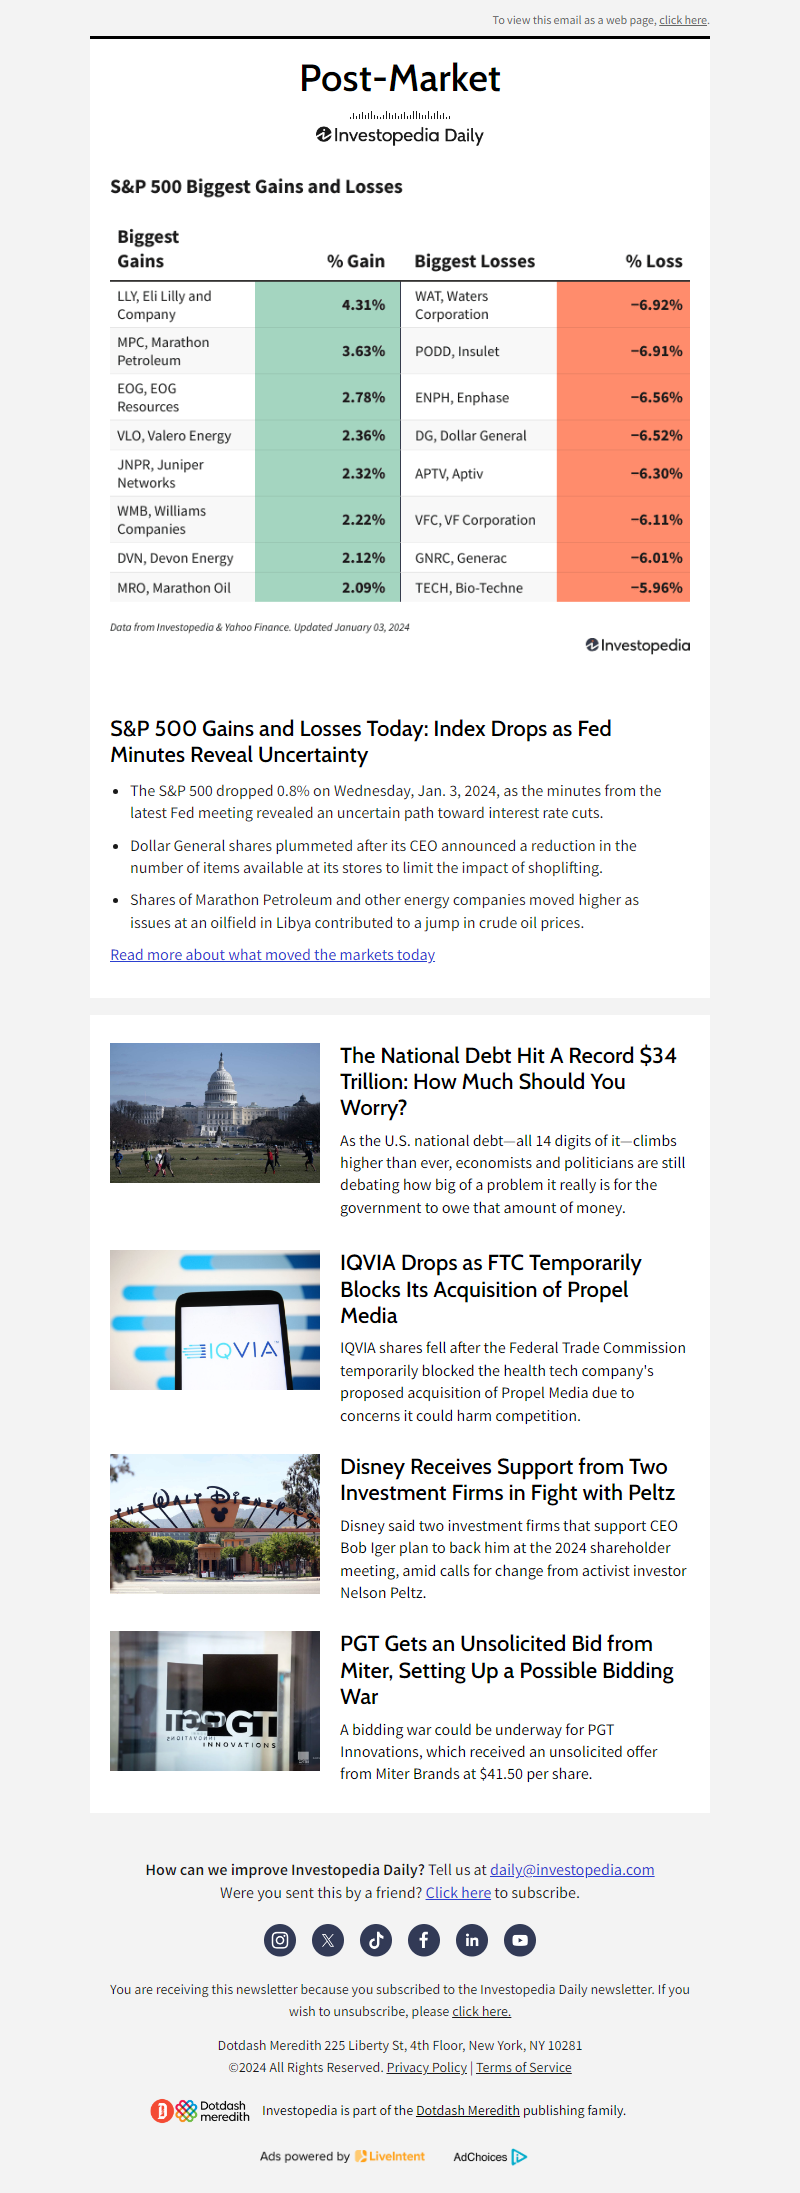 To view this email as a web page, click here.
Post-Market
Investopedia Daily
S&P 500 Biggest Gains and Losses
Biggest
Gains
% Gain
Biggest Losses
% Loss
LLY, Eli Lilly and
Company
4.31%
WAT, Waters
Corporation
−6.92%
MPC, Marathon
Petroleum
3.63%
PODD, Insulet
−6.91%
EOG, EOG
Resources
2.78%
ENPH, Enphase
−6.56%
VLO, Valero Energy
2.36%
DG, Dollar General
−6.52%
JNPR, Juniper
Networks
2.32%
APTV, Aptiv
−6.30%
WMB, Williams
Companies
2.22%
VFC, VF Corporation
−6.11%
DVN, Devon Energy
2.12%
GNRC, Generac
−6.01%
MRO, Marathon Oil
2.09%
TECH, Bio-Techne
−5.96%
Data from Investopedia & Yahoo Finance. Updated January 03, 2024
Investopedia
S&P 500 Gains and Losses Today: Index Drops as Fed
Minutes Reveal Uncertainty
• The S&P 500 dropped 0.8% on Wednesday, Jan. 3, 2024, as the minutes from the
latest Fed meeting revealed an uncertain path toward interest rate cuts.
• Dollar General shares plummeted after its CEO announced a reduction in the
number of items available at its stores to limit the impact of shoplifting.
• Shares of Marathon Petroleum and other energy companies moved higher as
issues at an oilfield in Libya contributed to a jump in crude oil prices.
Read more about what moved the markets today
The National Debt Hit A Record $34
Trillion: How Much Should You
Worry?
As the U.S. national debt—all 14 digits of it—climbs
higher than ever, economists and politicians are still
debating how big of a problem it really is for the
government to owe that amount of money.
IQVIA
IQVIA Drops as FTC Temporarily
Blocks Its Acquisition of Propel
Media
IQVIA shares fell after the Federal Trade Commission
temporarily blocked the health tech company's
proposed acquisition of Propel Media due to
concerns it could harm competition.
THE WALT DISNEY CO
Disney Receives Support from Two
Investment Firms in Fight with Peltz
Disney said two investment firms that support CEO
Bob Iger plan to back him at the 2024 shareholder
meeting, amid calls for change from activist investor
Nelson Peltz.
PGT
INNOVATIONS
PGT Gets an Unsolicited Bid from
Miter, Setting Up a Possible Bidding
War
A bidding war could be underway for PGT
Innovations, which received an unsolicited offer
from Miter Brands at $41.50 per share.
How can we improve Investopedia Daily? Tell us at daily@investopedia.com
Were you sent this by a friend? Click here to subscribe.
You are receiving this newsletter because you subscribed to the Investopedia Daily newsletter. If you
wish to unsubscribe, please click here.
Dotdash Meredith 225 Liberty St, 4th Floor, New York, NY 10281
©2024 All Rights Reserved. Privacy Policy | Terms of Service
Dotdash
meredith
Investopedia is part of the Dotdash Meredith publishing family.
Ads powered by LiveIntent
AdChoices